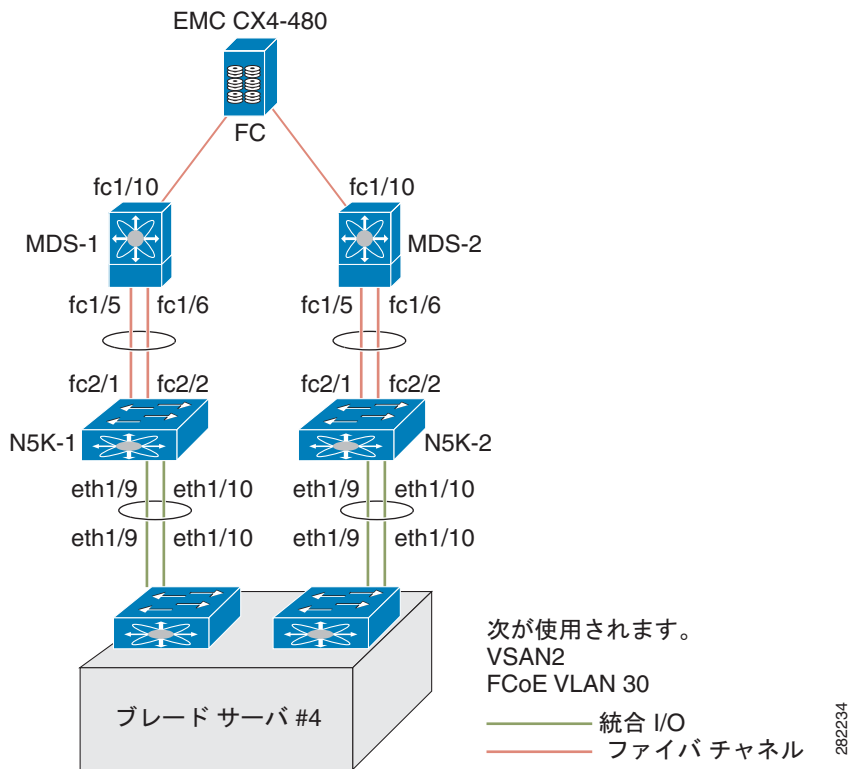 EMC CX4-480
FC
fc1/10
fc1/10
MDS-1
MDS-2
fc1/5
fc1/6
fc1/5
fc1/6
fc2/1
fc2/2
fc2/1
fc2/2
N5K-1
N5K-2
eth1/9
eth1/10
eth1/9
eth1/10
eth1/9
eth1/10
eth1/9
eth1/10
ブレード サーバ #4
次が使用されます。
VSAN2
FCoE VLAN 30
統合 I/O
ファイバ チャネル
282234